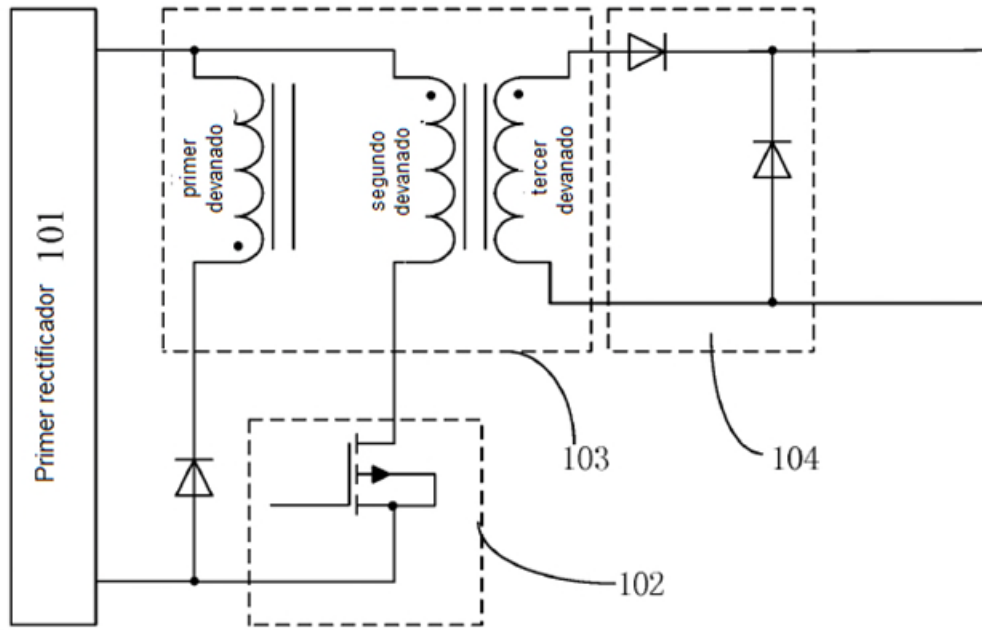 Primer rectificador 101
primer
devanado
segundo
devanado
tercer
devanado
103
104
102